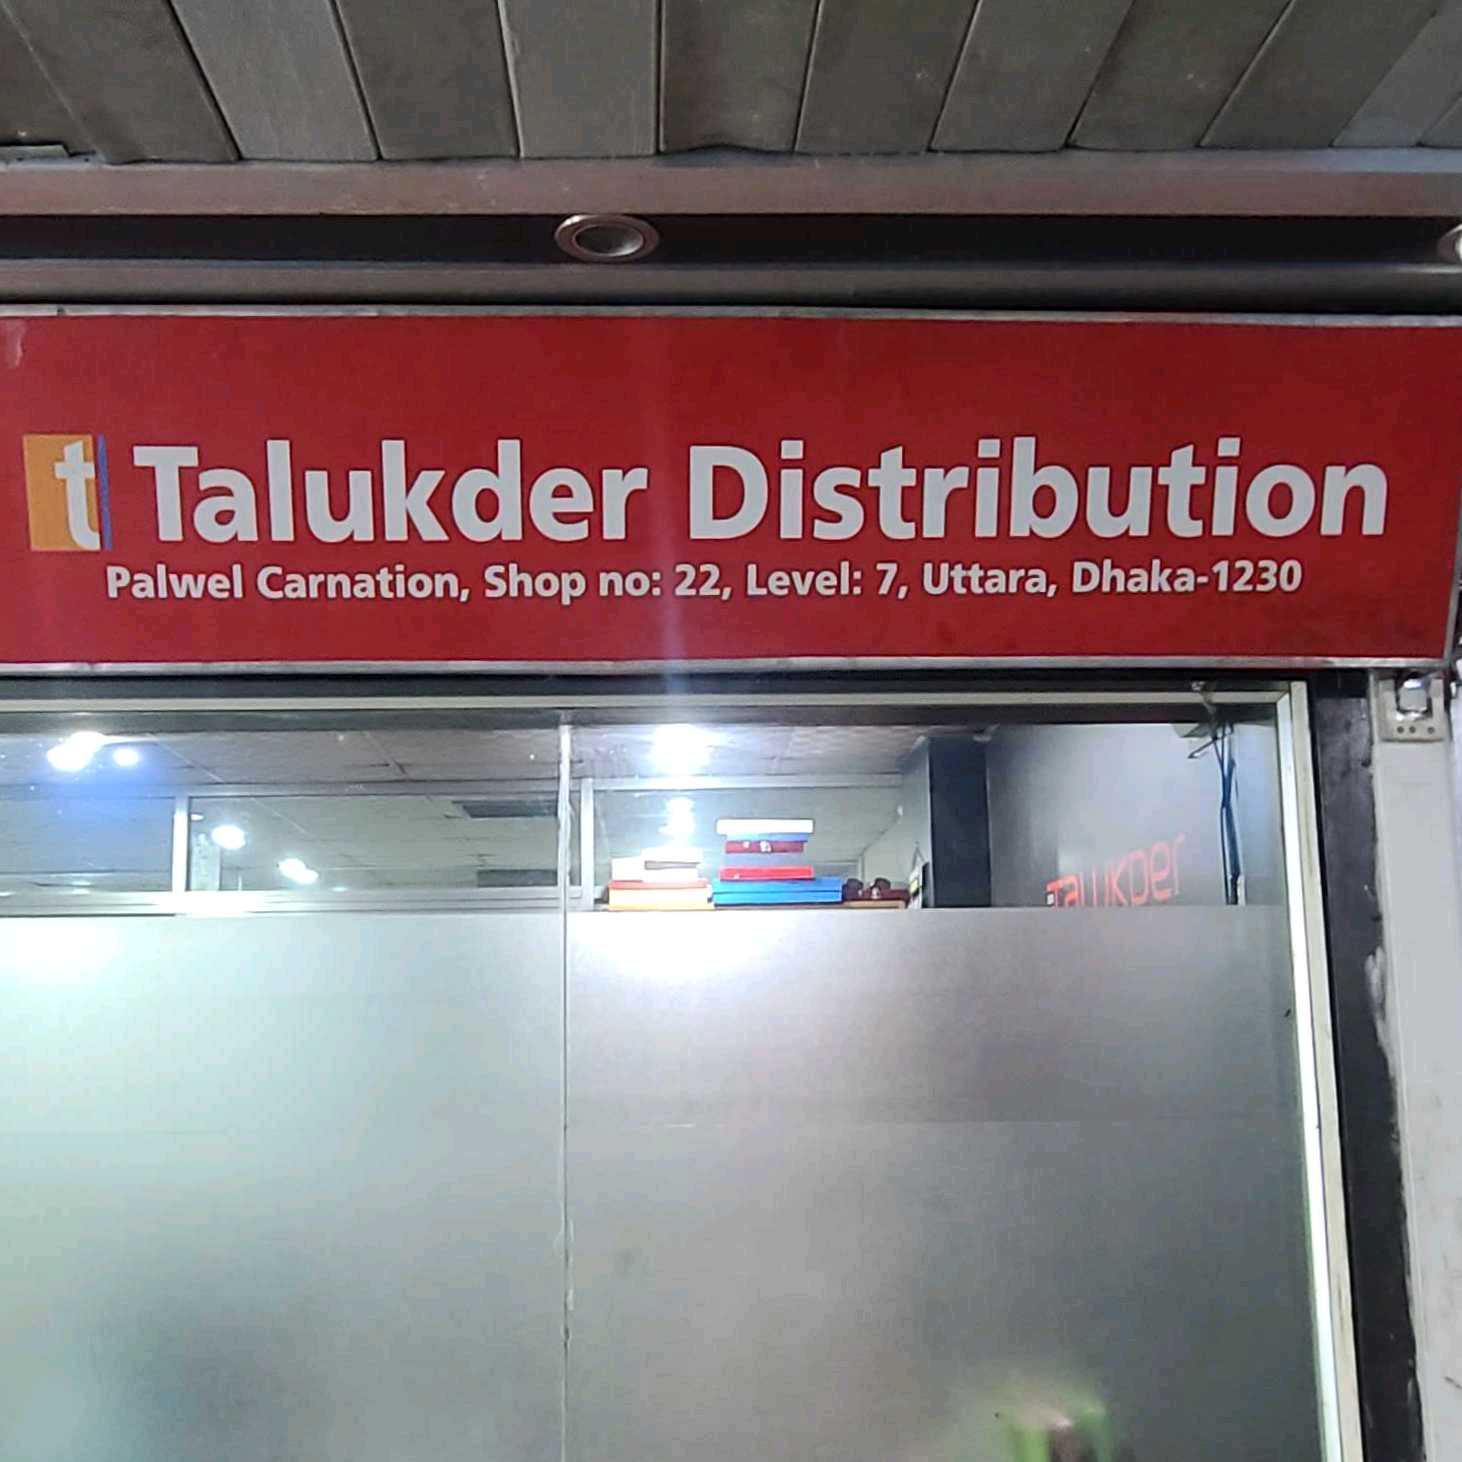 t Talukder Distribution
Palwel Carnation, Shop no: 22, Level: 7, Uttara, Dhaka-1230
Talukder